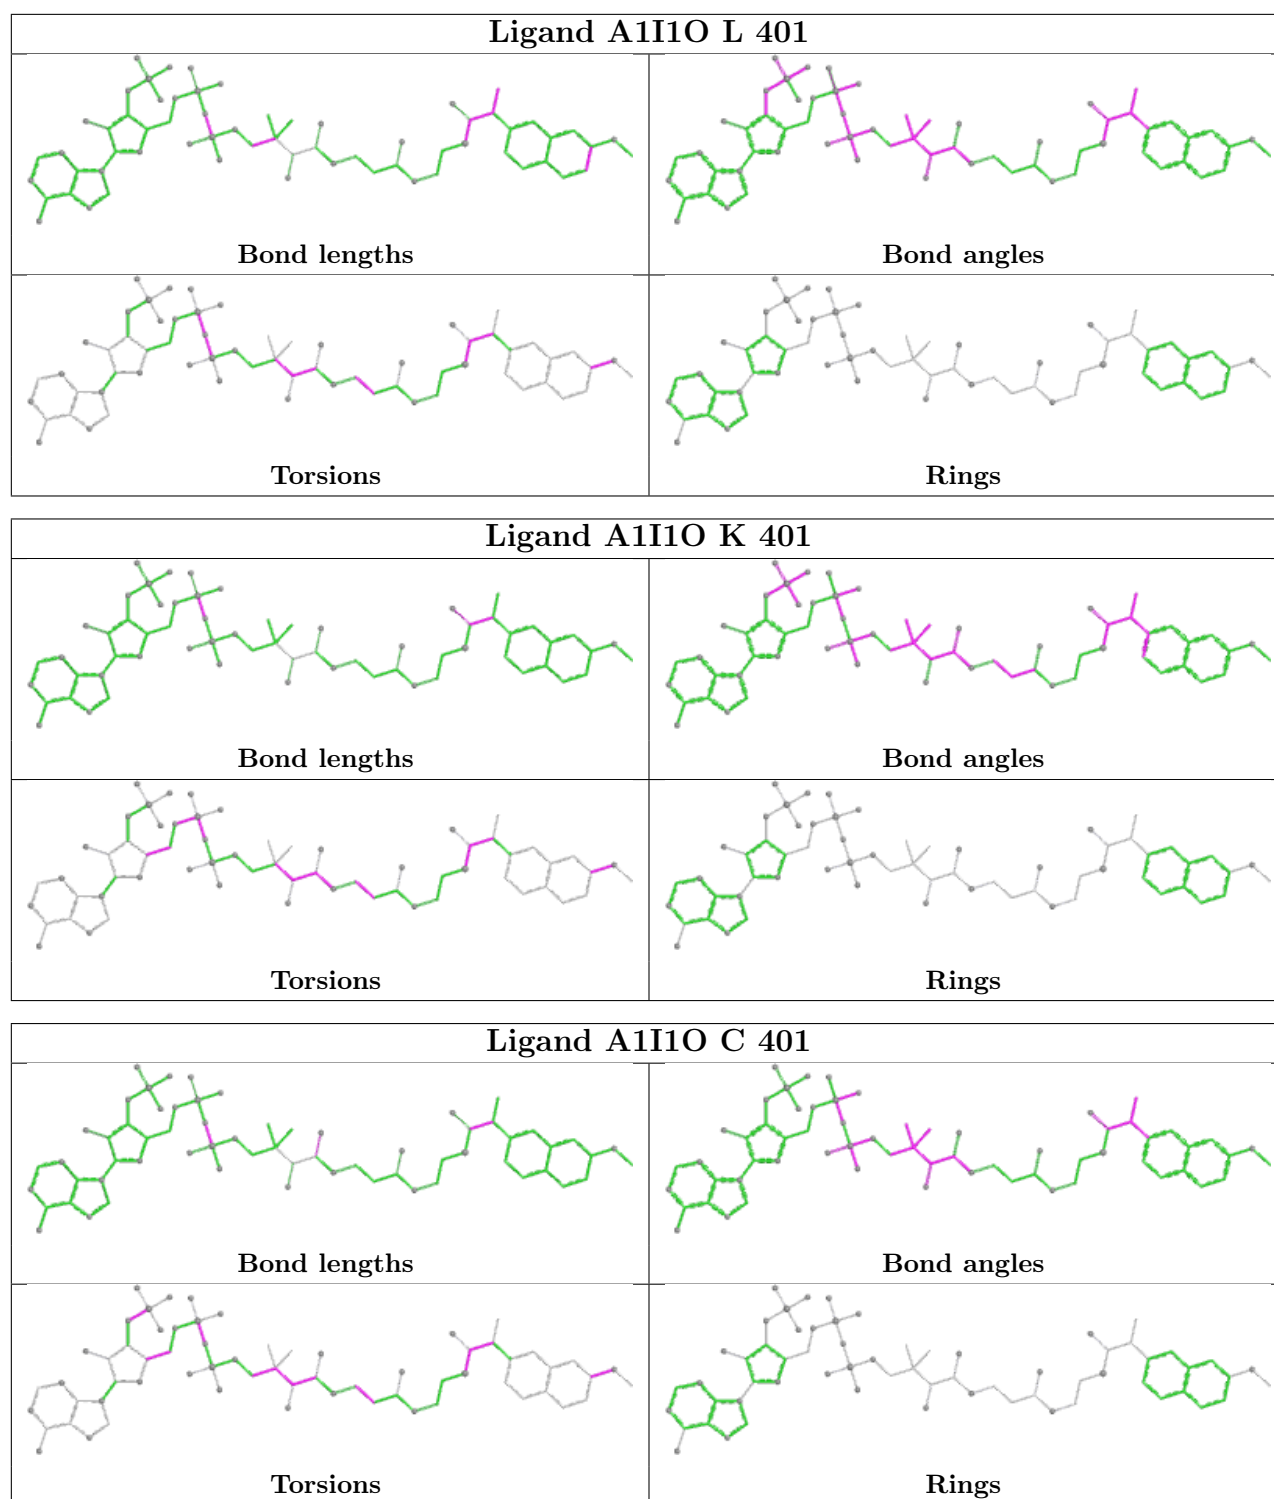 Ligand A1I1O L 401
Bond lengths
Bond angles
Torsions
Rings
Ligand A1I1O K 401
Bond lengths
Bond angles
Torsions
Rings
Ligand A1I1O C 401
Bond lengths
Bond angles
Torsions
Rings